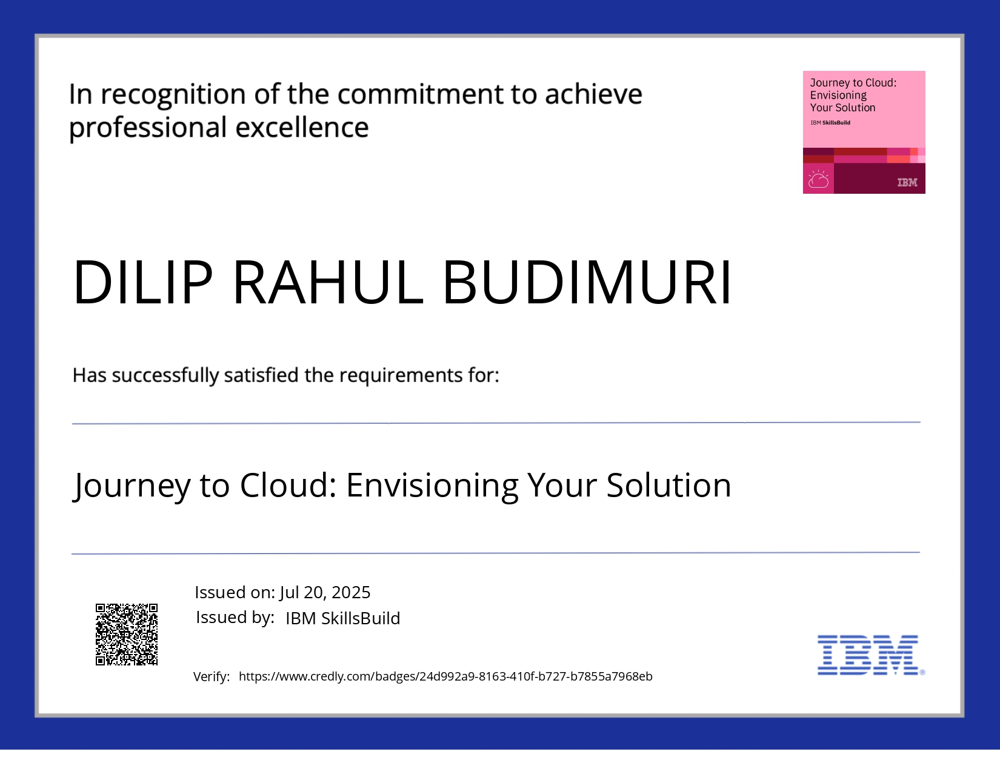 In recognition of the commitment to achieve
professional excellence
Journey to Cloud:
Envisioning
Your Solution
IBM SkillsBuild
IBM
DILIP RAHUL BUDIMURI
Has successfully satisfied the requirements for:
Journey to Cloud: Envisioning Your Solution
Issued on: Jul 20, 2025
Issued by: IBM SkillsBuild
Verify: https://www.credly.com/badges/24d992a9-8163-410f-b727-b7855a7968eb
IBM®